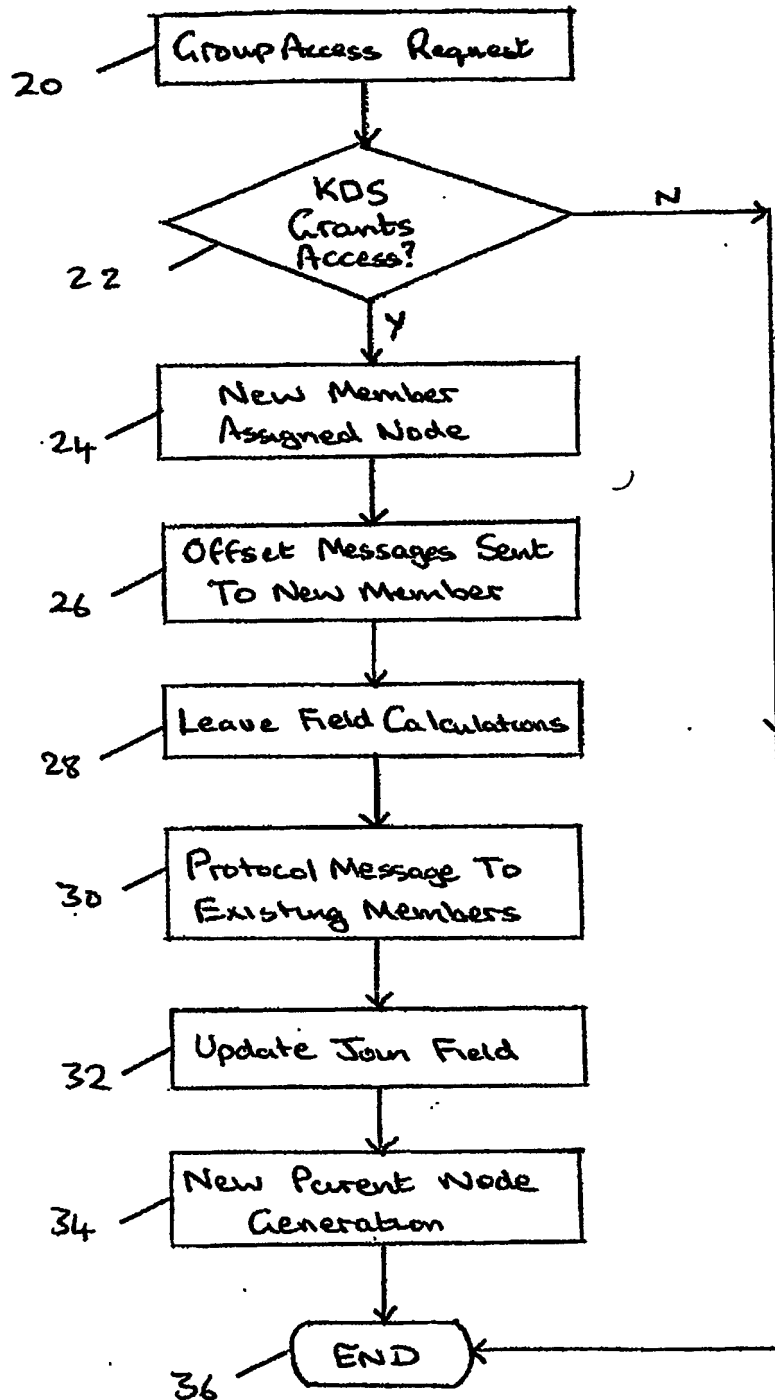 Group Access Request
20
KDS
Grants
Access?
N
22
Y
New Member
Assigned Node
24
Offset Messages Sent
To New Member
26
Leave Field Calculations
28
Protocol Message To
Existing Members
30
Update Join Field
32
New Parent Node
Generation
34
END
36